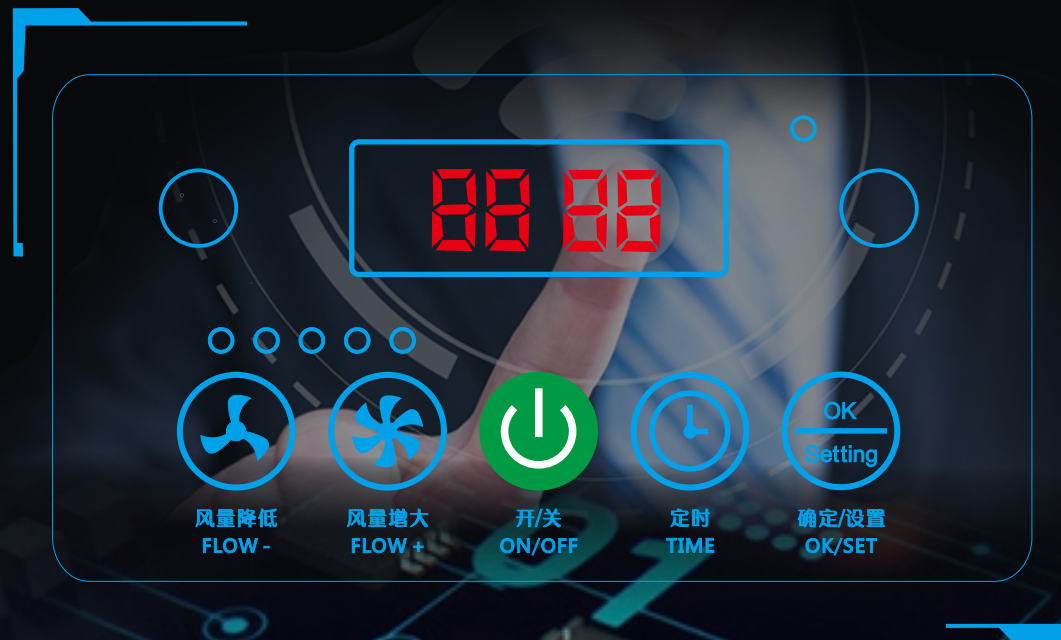 88 88
OK
Setting
风量降低
FLOW -
风量增大
FLOW +
开/关
ON/OFF
定时
TIME
确定/设置
OK/SET
01